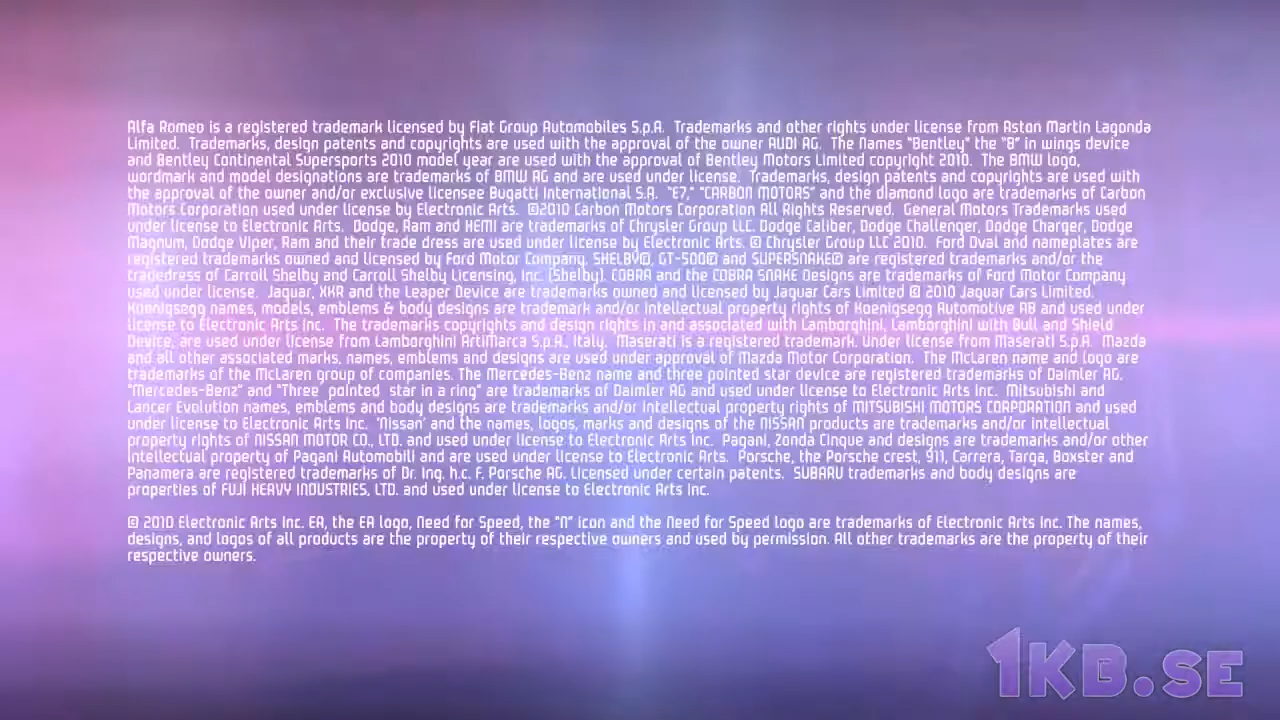 Alfa Romeo is a registered trademark licensed by Fiat Group Automobiles S.p.A.  Trademarks and other rights under license from Aston Martin Lagonda
Limited.  Trademarks, design patents and copyrights are used with the approval of the owner AUDI AG.  The Names "Bentley" the "B" in wings device
and Bentley Continental Supersports 2010 model year are used with the approval of Bentley Motors Limited copyright 2010.  The BMW logo,
wordmark and model designations are trademarks of BMW AG and are used under license.  Trademarks, design patents and copyrights are used with
the approval of the owner and/or exclusive licensee Bugatti International S.A.  "E7," "CARBON MOTORS" and the diamond logo are trademarks of Carbon
Motors Corporation used under license by Electronic Arts.  ©2010 Carbon Motors Corporation All Rights Reserved.  General Motors Trademarks used
under license to Electronic Arts.  Dodge, Ram and HEMI are trademarks of Chrysler Group LLC. Dodge Caliber, Dodge Challenger, Dodge Charger, Dodge
Magnum, Dodge Viper, Ram and their trade dress are used under license by Electronic Arts. © Chrysler Group LLC 2010.  Ford Oval and nameplates are
registered trademarks owned and licensed by Ford Motor Company. SHELBY®, GT-500® and SUPERSNAKE® are registered trademarks and/or the
tradedress of Carroll Shelby and Carroll Shelby Licensing, Inc. (Shelby). COBRA and the COBRA SNAKE Designs are trademarks of Ford Motor Company
used under license.  Jaguar, XKR and the Leaper Device are trademarks owned and licensed by Jaguar Cars Limited © 2010 Jaguar Cars Limited.
Koenigsegg names, models, emblems & body designs are trademark and/or intellectual property rights of Koenigsegg Automotive AB and used under
license to Electronic Arts Inc.  The trademarks copyrights and design rights in and associated with Lamborghini, Lamborghini with Bull and Shield
Device, are used under license from Lamborghini ArtiMarca S.p.A., Italy.  Maserati is a registered trademark. Under license from Maserati S.p.A.  Mazda
and all other associated marks, names, emblems and designs are used under approval of Mazda Motor Corporation.  The McLaren name and logo are
trademarks of the McLaren group of companies. The Mercedes-Benz name and three pointed star device are registered trademarks of Daimler AG.
"Mercedes-Benz" and "Three  pointed  star in a ring" are trademarks of Daimler AG and used under license to Electronic Arts Inc.  Mitsubishi and
Lancer Evolution names, emblems and body designs are trademarks and/or intellectual property rights of MITSUBISHI MOTORS CORPORATION and used
under license to Electronic Arts Inc.  'Nissan' and the names, logos, marks and designs of the NISSAN products are trademarks and/or intellectual
property rights of NISSAN MOTOR CO., LTD. and used under license to Electronic Arts Inc.  Pagani, Zonda Cinque and designs are trademarks and/or other
intellectual property of Pagani Automobili and are used under license to Electronic Arts.  Porsche, the Porsche crest, 911, Carrera, Targa, Boxster and
Panamera are registered trademarks of Dr. Ing. h.c. F. Porsche AG. Licensed under certain patents.  SUBARU trademarks and body designs are
properties of FUJI HEAVY INDUSTRIES, LTD. and used under license to Electronic Arts Inc.
© 2010 Electronic Arts Inc. EA, the EA logo, Need for Speed, the "N" icon and the Need for Speed logo are trademarks of Electronic Arts Inc. The names,
designs, and logos of all products are the property of their respective owners and used by permission. All other trademarks are the property of their
respective owners.
1KB.SE